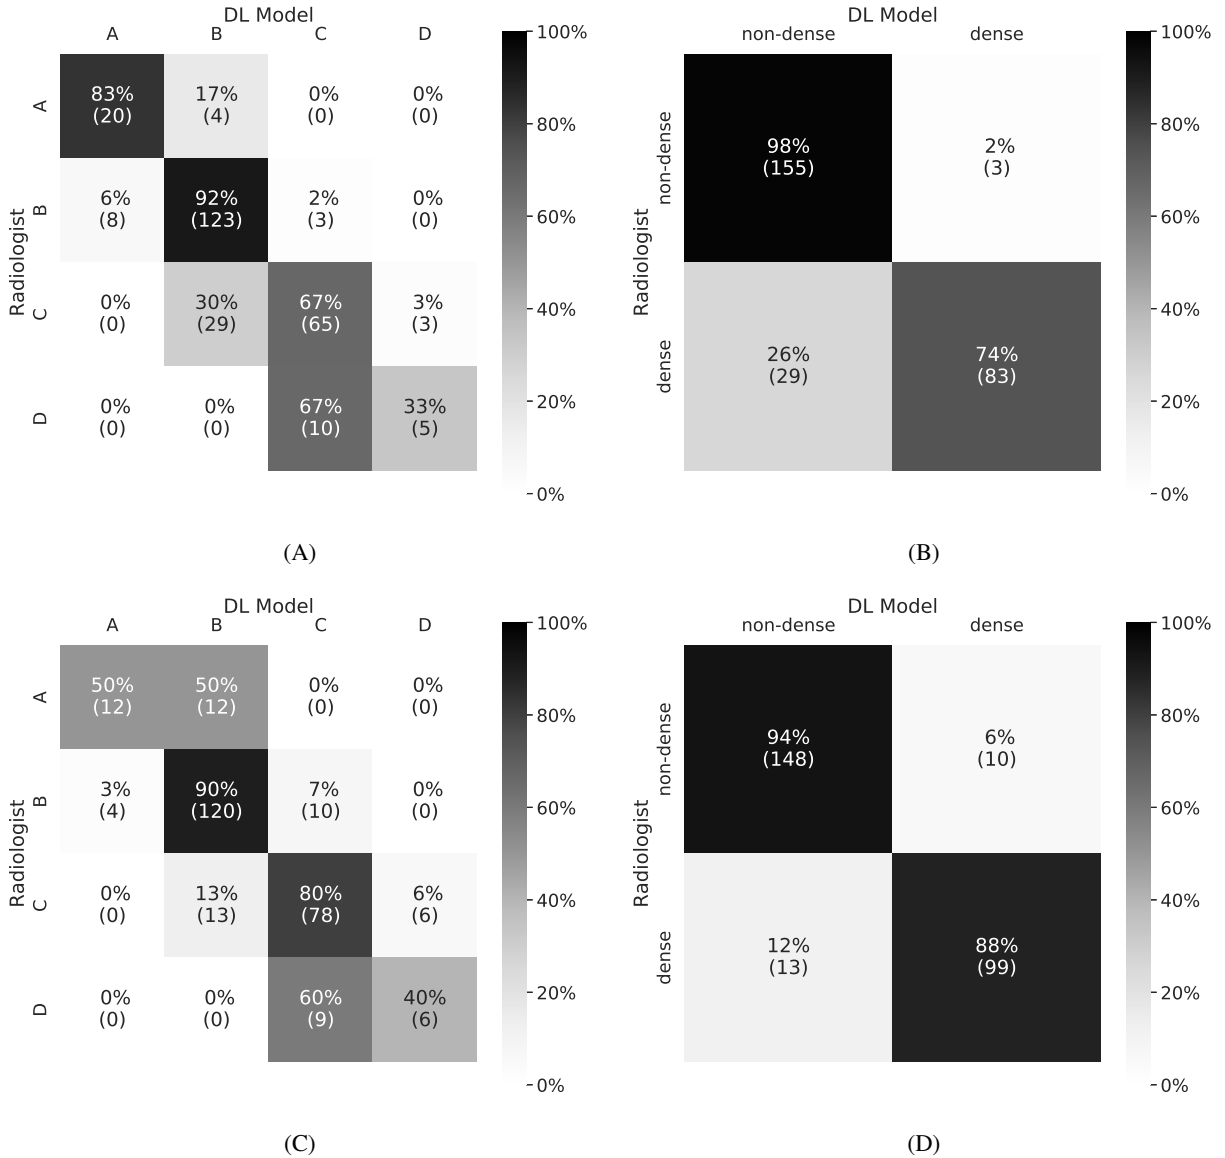 DL Model
A B C D
Radiologist
A
83% 17% 0% 0%
(20) (4) (0) (0)
B
6% 92% 2% 0%
(8) (123) (3) (0)
C
0% 30% 67% 3%
(0) (29) (65) (3)
D
0% 0% 67% 33%
(0) (0) (10) (5)
100%
80%
60%
40%
20%
0%
(A)
DL Model
non-dense dense
Radiologist
non-dense
98% 2%
(155) (3)
dense
26% 74%
(29) (83)
100%
80%
60%
40%
20%
0%
(B)
DL Model
A B C D
Radiologist
A
50% 50% 0% 0%
(12) (12) (0) (0)
B
3% 90% 7% 0%
(4) (120) (10) (0)
C
0% 13% 80% 6%
(0) (13) (78) (6)
D
0% 0% 60% 40%
(0) (0) (9) (6)
100%
80%
60%
40%
20%
0%
(C)
DL Model
non-dense dense
Radiologist
non-dense
94% 6%
(148) (10)
dense
12% 88%
(13) (99)
100%
80%
60%
40%
20%
0%
(D)